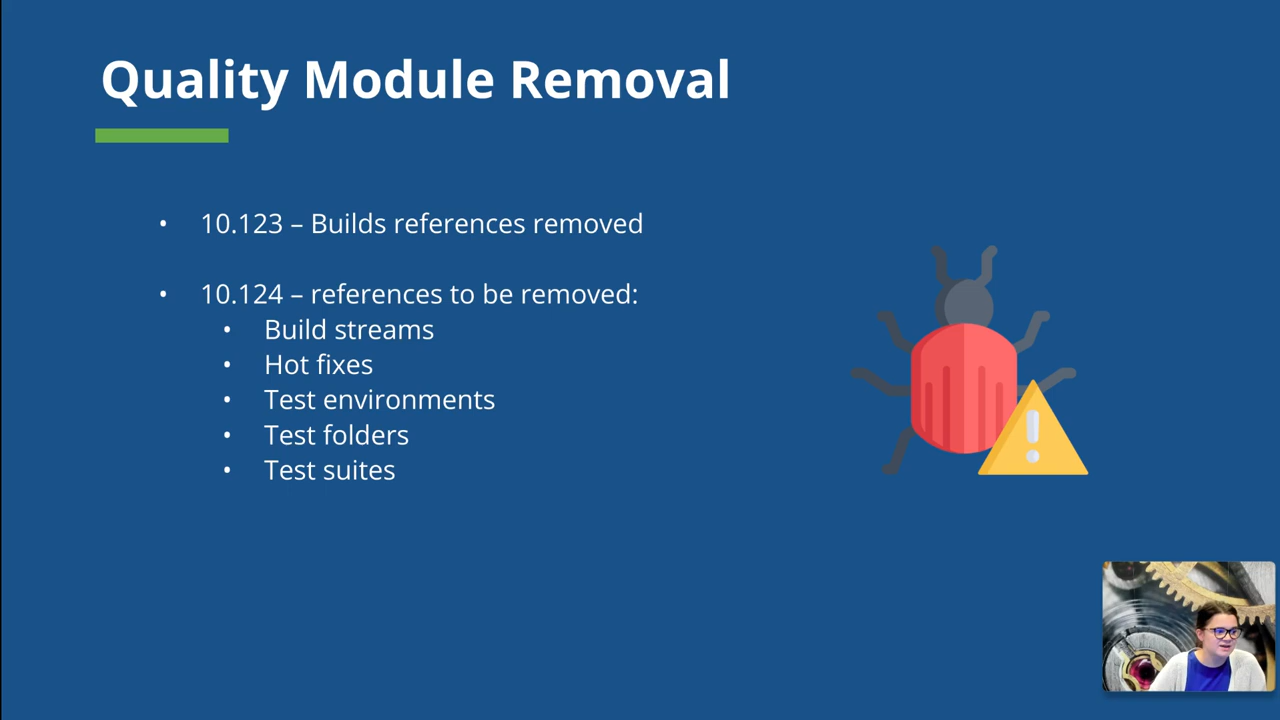 Quality Module Removal
• 10.123 – Builds references removed
• 10.124 – references to be removed:
• Build streams
• Hot fixes
• Test environments
• Test folders
• Test suites